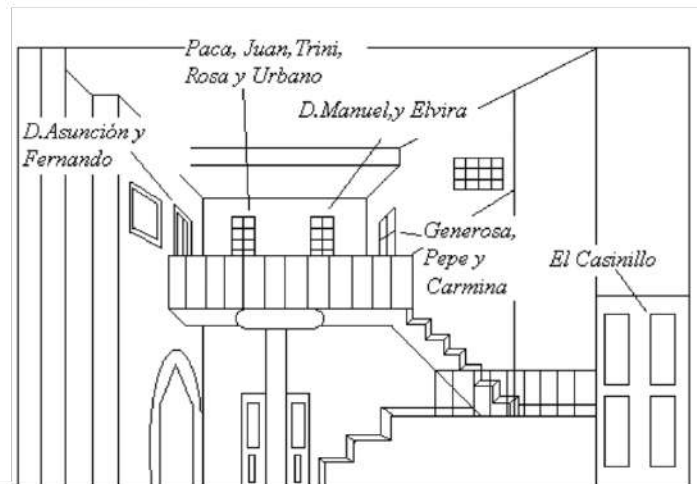 Paca, Juan,Trini,
Rosa y Urbano
D.Manuel,y Elvira
D.Asunción y
Fernando
Generosa,
Pepe y
Carmina
El Casinillo